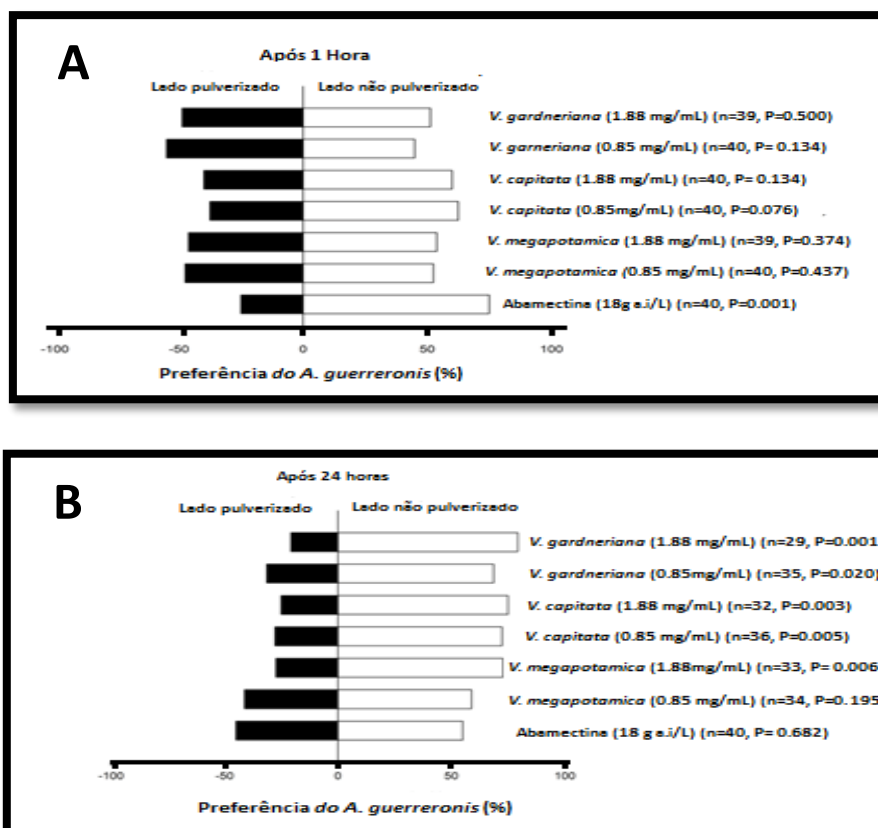 A
Após 1 Hora
Lado pulverizado Lado não pulverizado
V. gardneriana (1.88 mg/mL) (n=39, P=0.500)
V. garneriana (0.85 mg/mL) (n=40, P= 0.134)
V. capitata (1.88 mg/mL) (n=40, P= 0.134)
V. capitata (0.85mg/mL) (n=40, P=0.076)
V. megapotamica (1.88 mg/mL) (n=39, P=0.374)
V. megapotamica (0.85 mg/mL) (n=40, P=0.437)
Abamectina (18g a.i/L) (n=40, P=0.001)
-100 -50 0 50 100
Preferência do A. guerreronis (%)
B
Após 24 horas
Lado pulverizado Lado não pulverizado
V. gardneriana (1.88 mg/mL) (n=29, P=0.001
V. gardneriana (0.85mg/mL) (n=35, P=0.020)
V. capitata (1.88 mg/mL) (n=32, P=0.003)
V. capitata (0.85 mg/mL) (n=36, P=0.005)
V. megapotamica (1.88mg/mL) (n=33, P= 0.006
V. megapotamica (0.85 mg/mL) (n=34, P=0.195
Abamectina (18 g a.i/L) (n=40, P= 0.682)
-100 -50 0 50 100
Preferência do A. guerreronis (%)